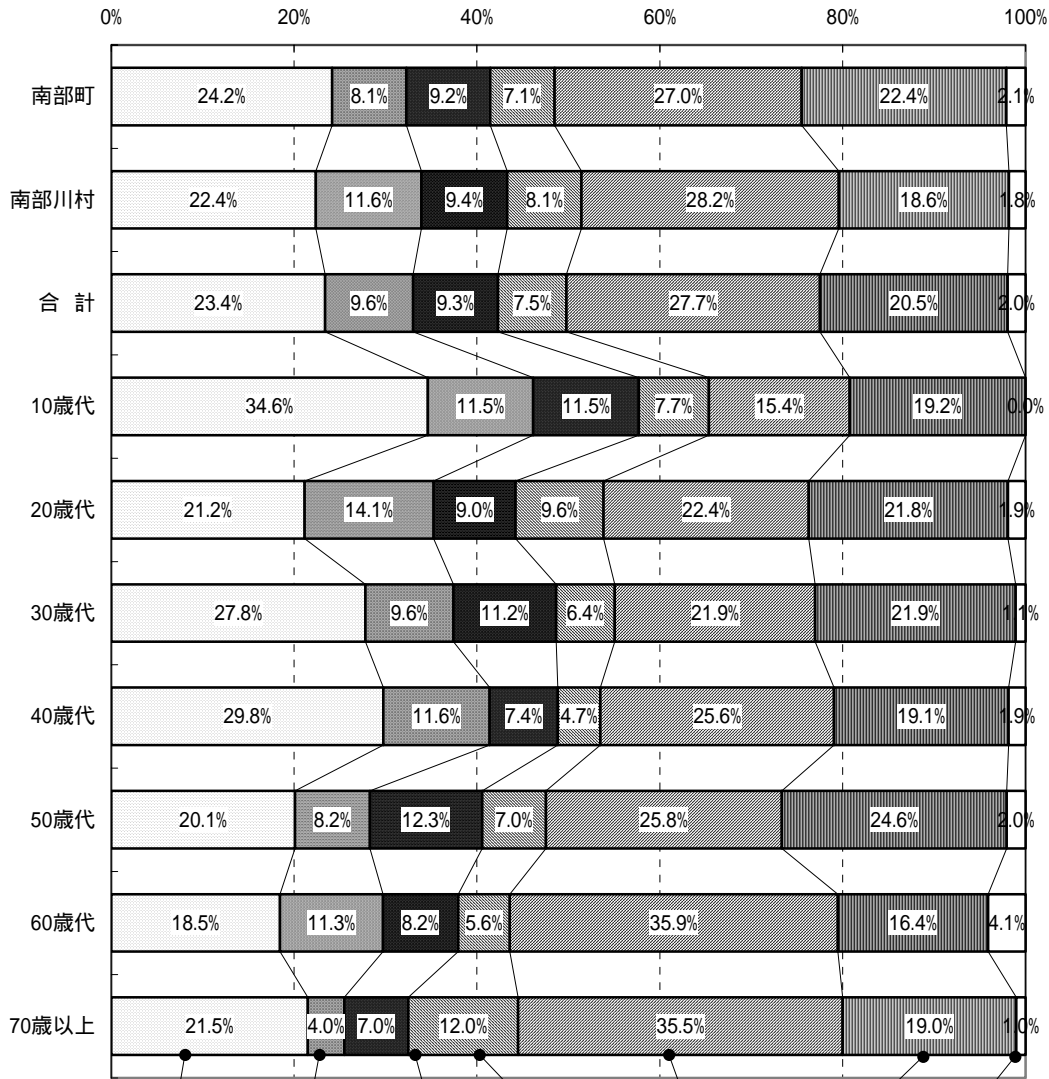 0% 20% 40% 60% 80% 100%
南部町 24.2% 8.1% 9.2% 7.1% 27.0% 22.4% 2.1%
南部川村 22.4% 11.6% 9.4% 8.1% 28.2% 18.6% 1.8%
合 計 23.4% 9.6% 9.3% 7.5% 27.7% 20.5% 2.0%
10歳代 34.6% 11.5% 11.5% 7.7% 15.4% 19.2% 0.0%
20歳代 21.2% 14.1% 9.0% 9.6% 22.4% 21.8% 1.9%
30歳代 27.8% 9.6% 11.2% 6.4% 21.9% 21.9% 1.1%
40歳代 29.8% 11.6% 7.4% 4.7% 25.6% 19.1% 1.9%
50歳代 20.1% 8.2% 12.3% 7.0% 25.8% 24.6% 2.0%
60歳代 18.5% 11.3% 8.2% 5.6% 35.9% 16.4% 4.1%
70歳以上 21.5% 4.0% 7.0% 12.0% 35.5% 19.0% 1.0%